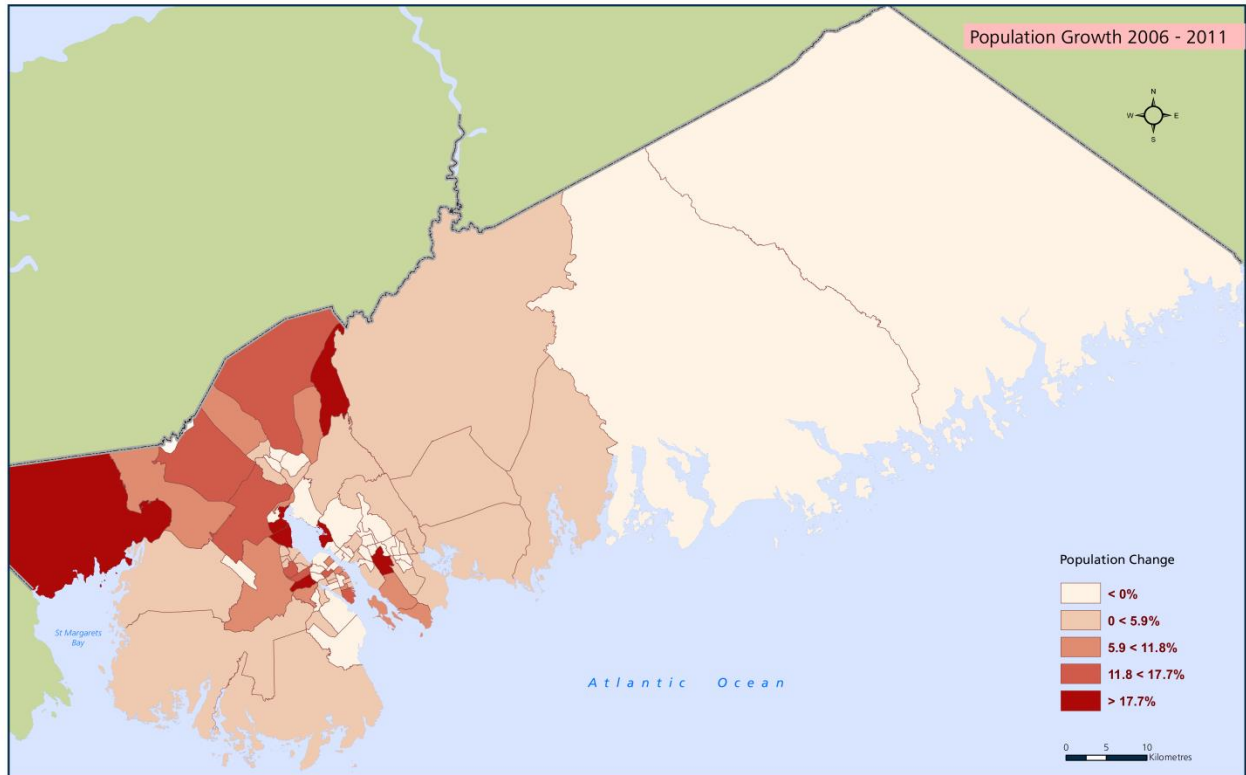 Population Growth 2006 - 2011
N
W E
S
St Margarets
Bay
Atlantic Ocean
Population Change
< 0%
0 < 5.9%
5.9 < 11.8%
11.8 < 17.7%
> 17.7%
0 5 10
Kilometres